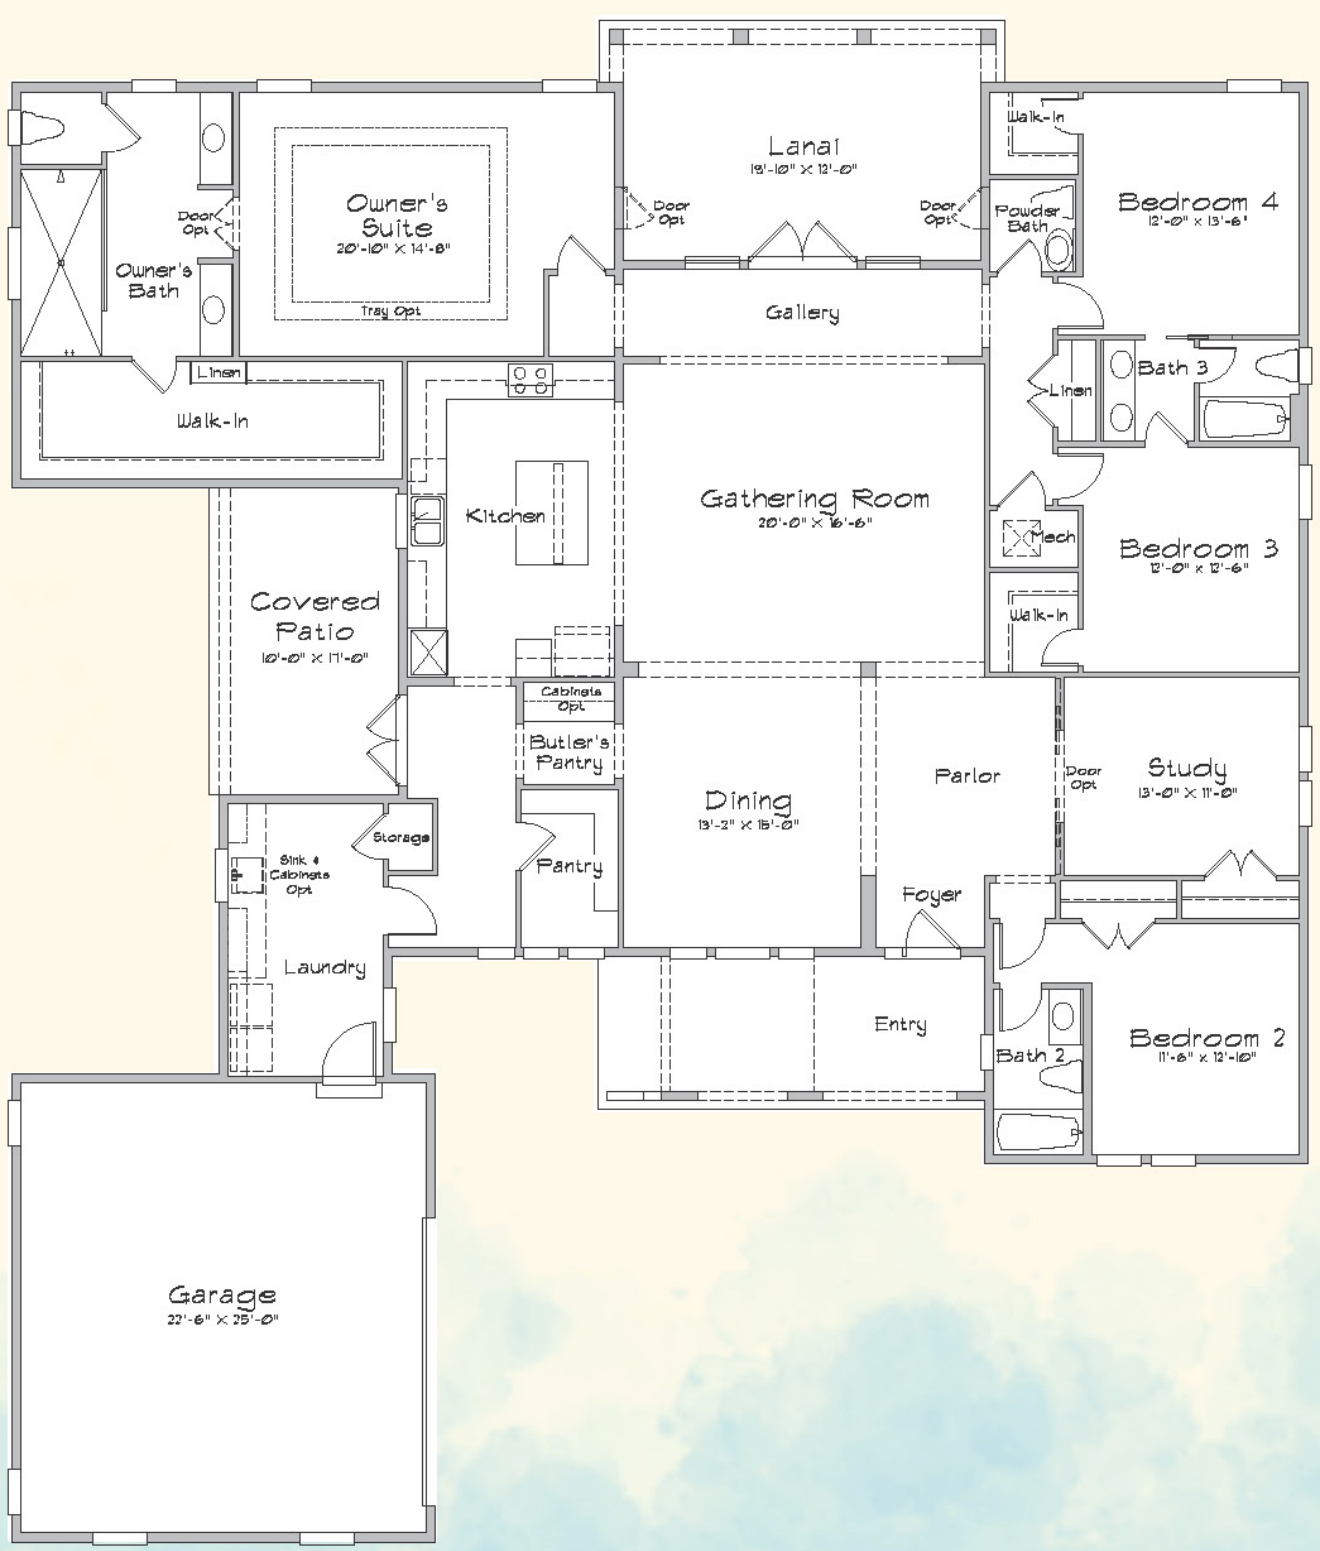 Walk-In
Lanai
19'-10" X 12'-0"
Bedroom 4
12'-0" X 13'-6"
Owner's
Suite
20'-10" X 14'-8"
Door
Opt
Door
Opt
Door
Opt
Powder
Bath
Owner's
Bath
Tray Opt
Gallery
Linen
Walk-In
Linen
Bath 3
Kitchen
Gathering Room
20'-0" X 16'-6"
Mech
Bedroom 3
12'-0" X 12'-6"
Covered
Patio
10'-0" X 17'-0"
Walk-In
Cabinets
Opt
Butler's
Pantry
Dining
13'-2" X 15'-0"
Parlor
Door
Opt
Study
13'-0" X 11'-0"
Storage
Sink &
Cabinets
Opt
Pantry
Foyer
Laundry
Entry
Bath 2
Bedroom 2
11'-6" X 12'-10"
Garage
22'-6" X 25'-0"